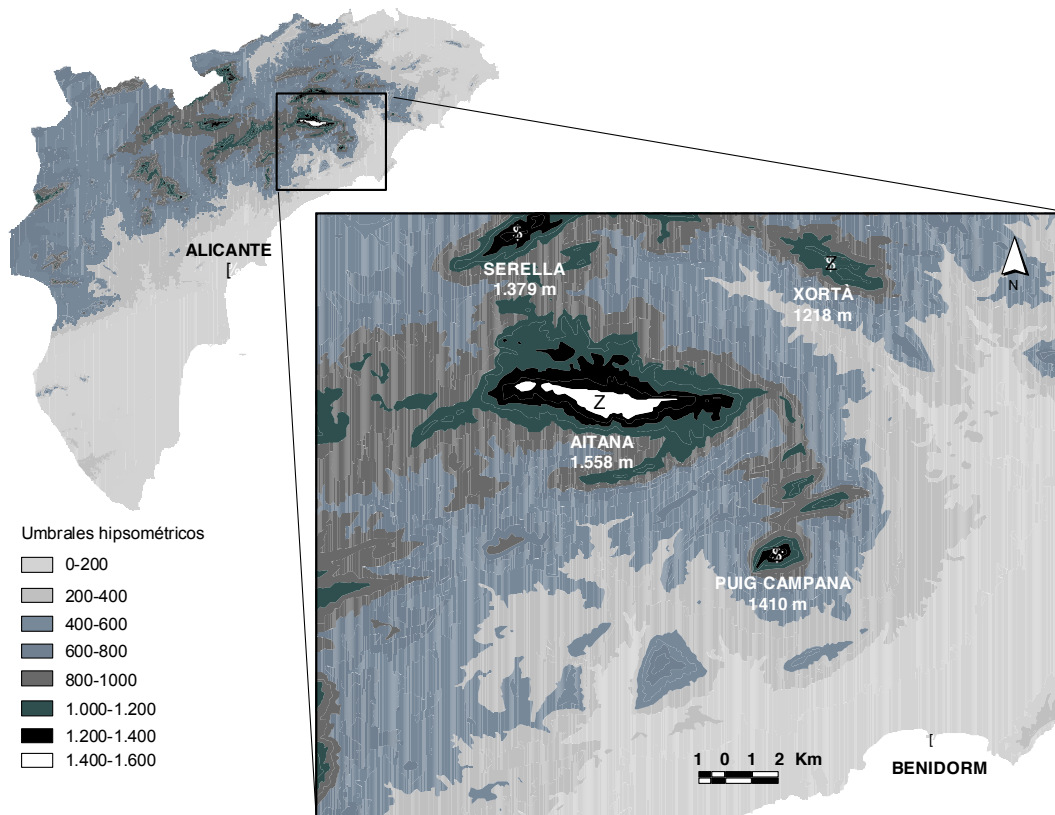 ALICANTE
[
SERELLA
1.379 m
XORTÀ
1218 m
N
Z
Z
AITANA
1.558 m
PUIG CAMPANA
1410 m
1 0 1 2 Km
[
BENIDORM
Umbrales hipsométricos
0-200
200-400
400-600
600-800
800-1000
1.000-1.200
1.200-1.400
1.400-1.600